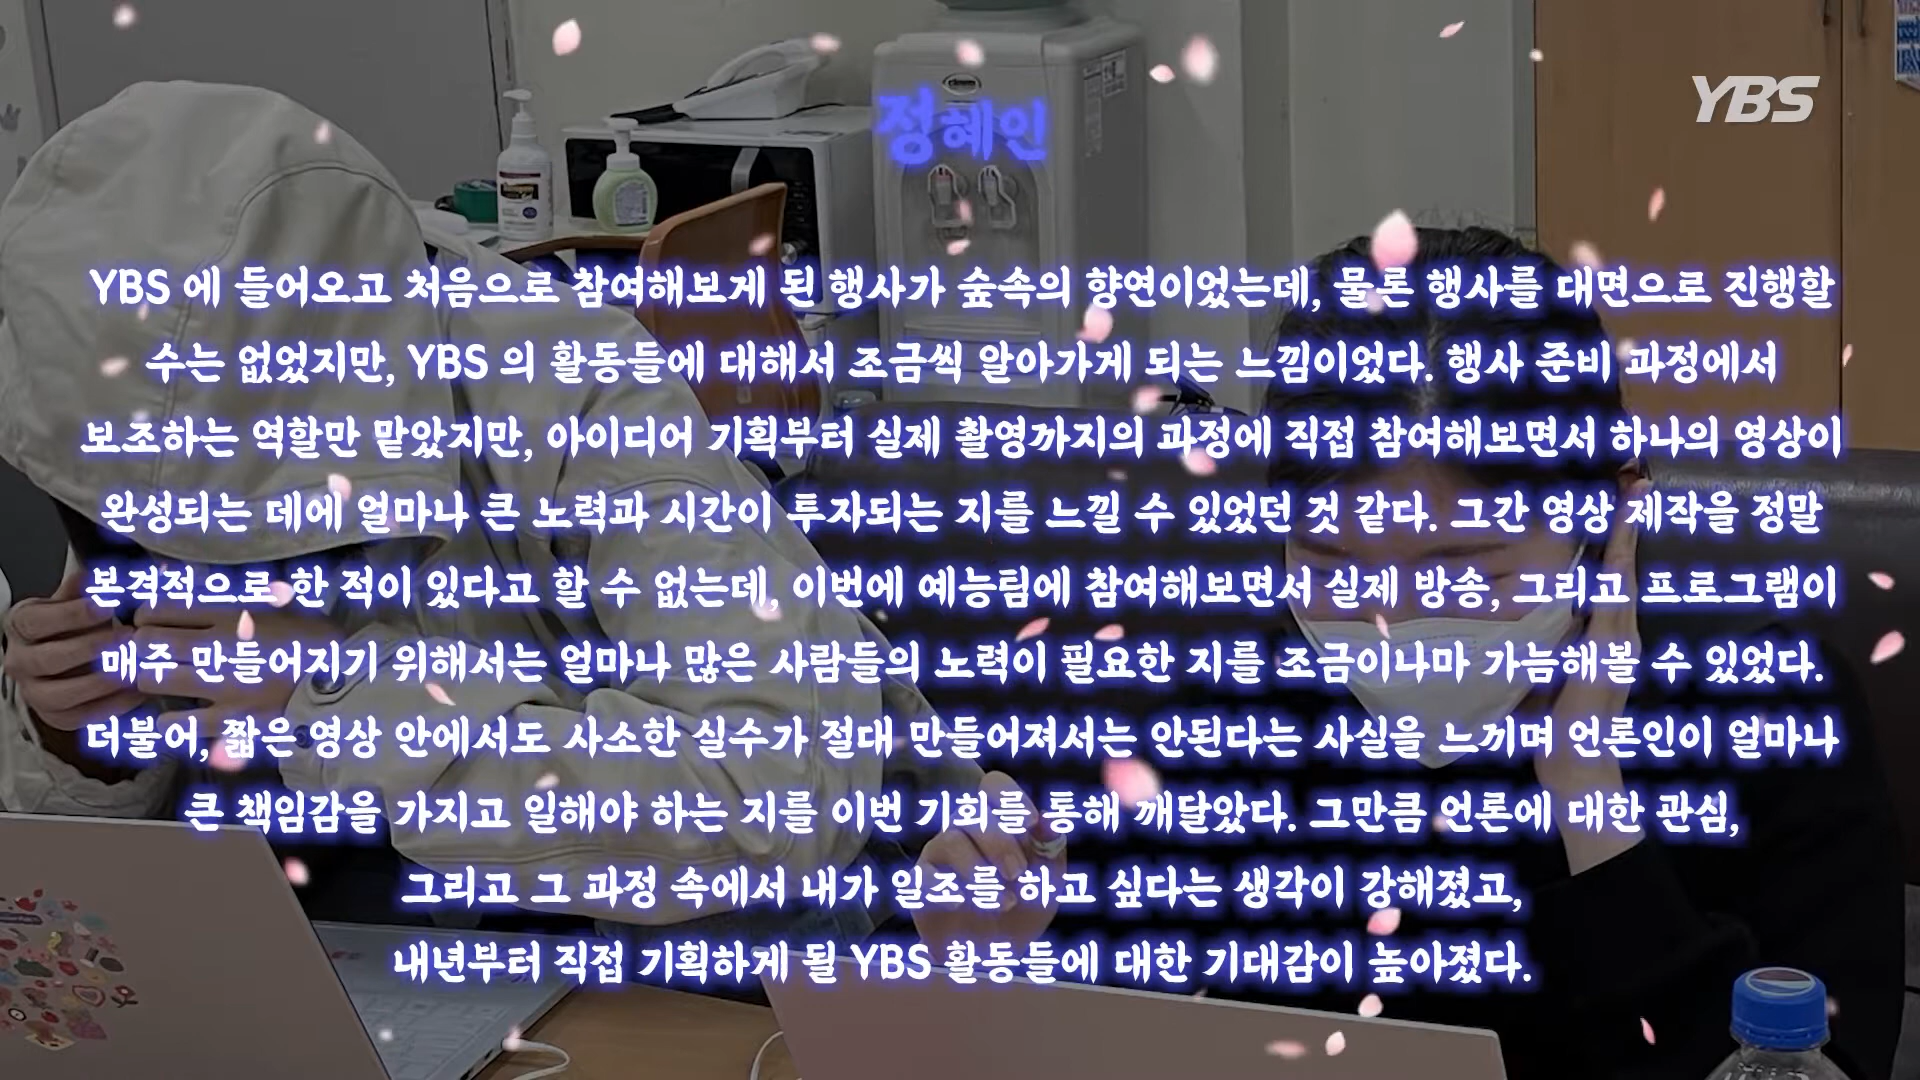 YBS
정혜인
YBS 에 들어오고 처음으로 참여해보게 된 행사가 숲속의 향연이었는데, 물론 행사를 대면으로 진행할
수는 없었지만, YBS 의 활동들에 대해서 조금씩 알아가게 되는 느낌이었다. 행사 준비 과정에서
보조하는 역할만 맡았지만, 아이디어 기획부터 실제 촬영까지의 과정에 직접 참여해보면서 하나의 영상이
완성되는 데에 얼마나 큰 노력과 시간이 투자되는 지를 느낄 수 있었던 것 같다. 그간 영상 제작을 정말
본격적으로 한 적이 있다고 할 수 없는데, 이번에 예능팀에 참여해보면서 실제 방송, 그리고 프로그램이
매주 만들어지기 위해서는 얼마나 많은 사람들의 노력이 필요한 지를 조금이나마 가늠해볼 수 있었다.
더불어, 짧은 영상 안에서도 사소한 실수가 절대 만들어져서는 안된다는 사실을 느끼며 언론인이 얼마나
큰 책임감을 가지고 일해야 하는 지를 이번 기회를 통해 깨달았다. 그만큼 언론에 대한 관심,
그리고 그 과정 속에서 내가 일조를 하고 싶다는 생각이 강해졌고,
내년부터 직접 기획하게 될 YBS 활동들에 대한 기대감이 높아졌다.